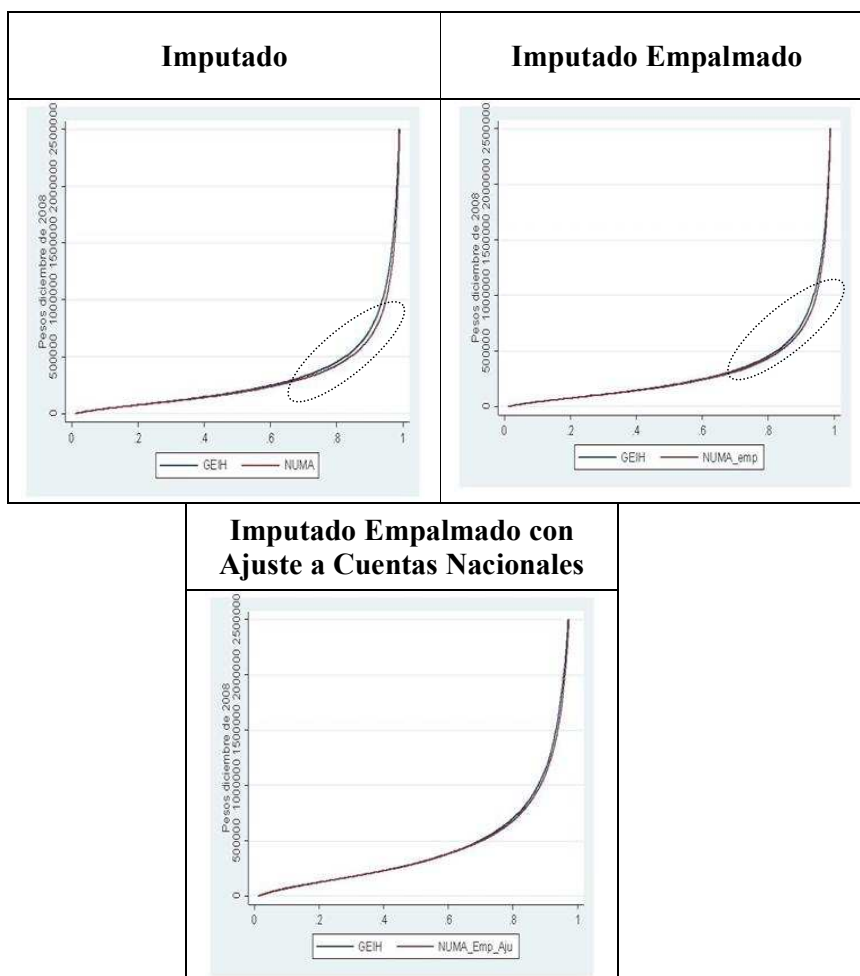 Imputado
Imputado Empalmado
Pesos diciembre de 2008
0 500000 1000000 1500000 2000000 2500000
0 .2 .4 .6 .8 1
GEIH NUMA
Pesos diciembre de 2008
0 500000 1000000 1500000 2000000 2500000
0 .2 .4 .6 .8 1
GEIH NUMA_emp
Imputado Empalmado con
Ajuste a Cuentas Nacionales
Pesos diciembre de 2008
0 500000 1000000 1500000 2000000 2500000
0 .2 .4 .6 .8 1
GEIH NUMA_Emp_Aju